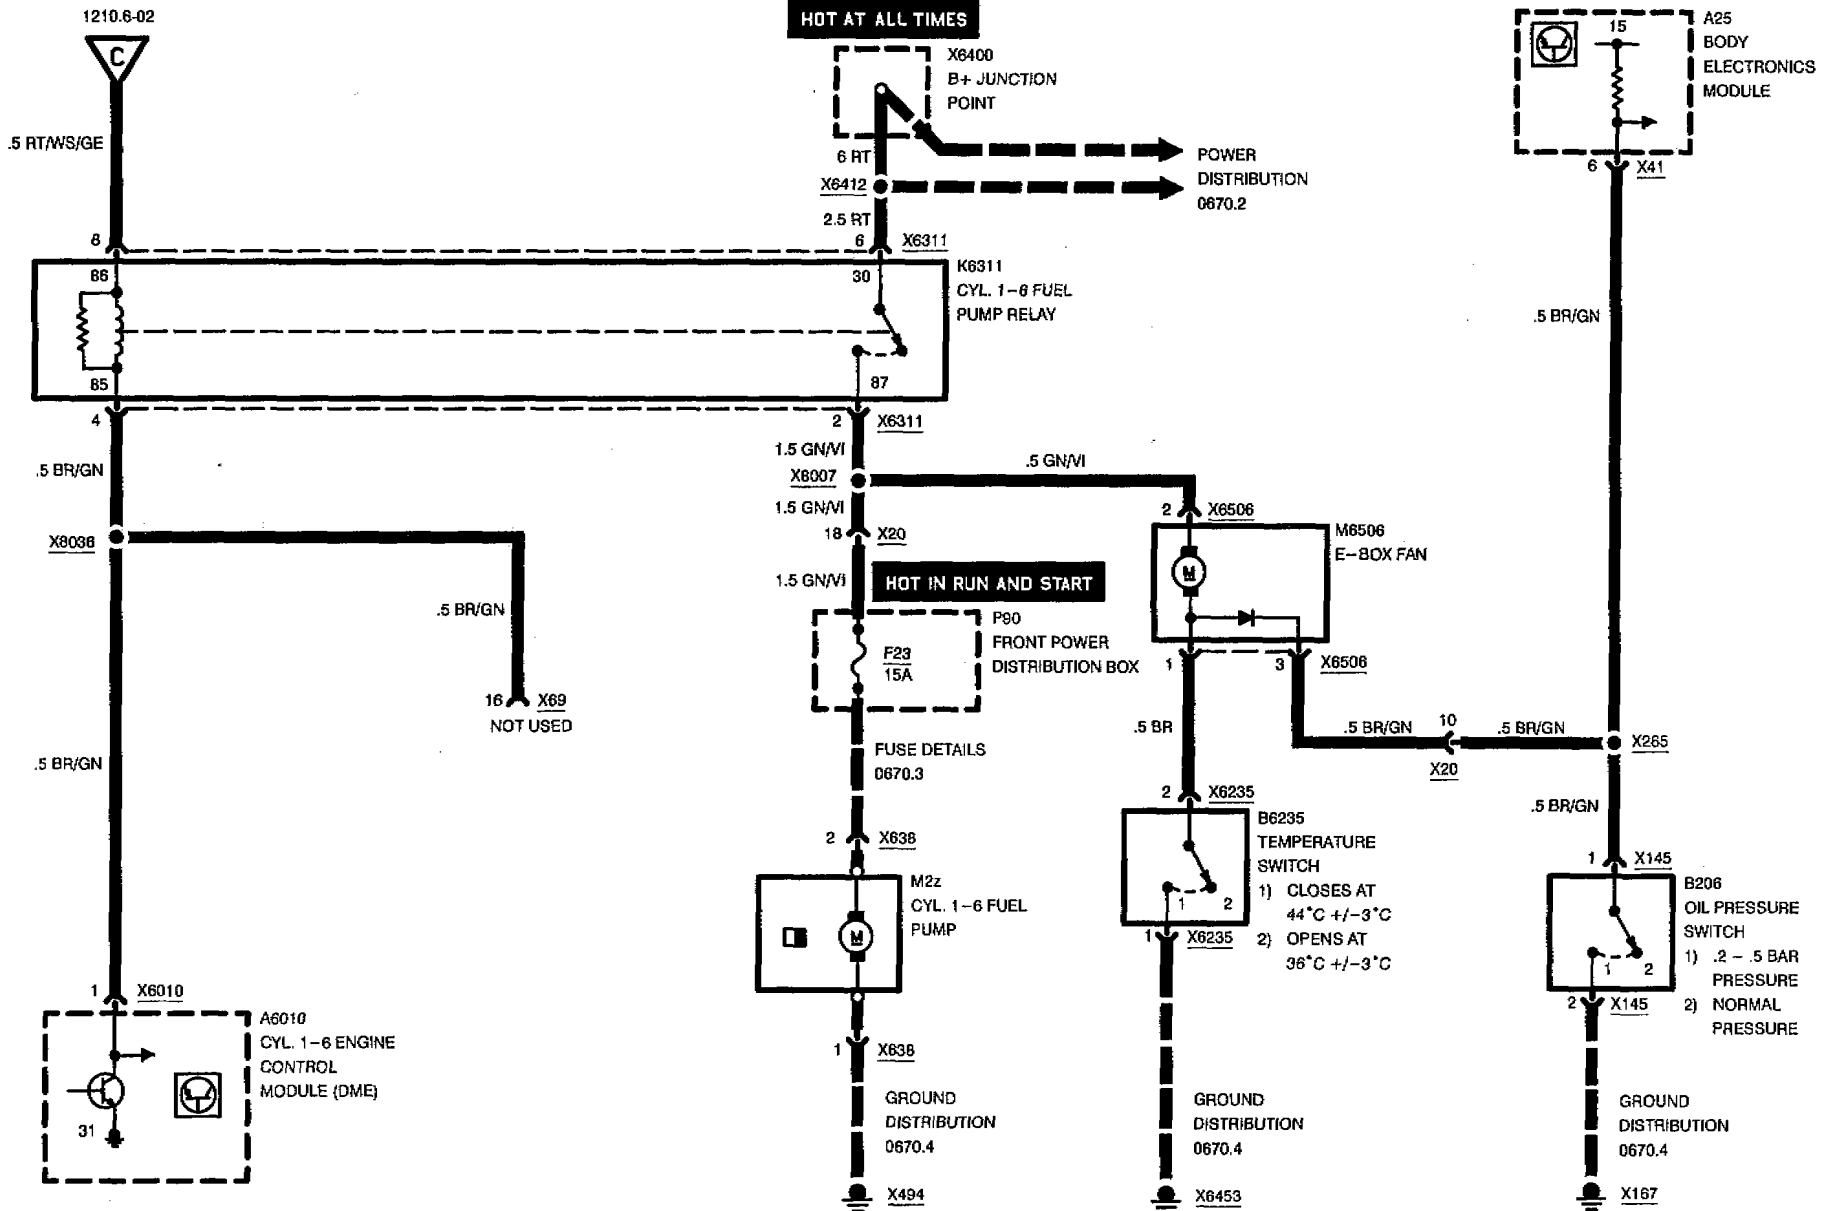 1210.6-02
C
.5 RT/WS/GE
HOT AT ALL TIMES
X6400
B+ JUNCTION
POINT
6 RT
X6412
2.5 RT
POWER
DISTRIBUTION
0670.2
15
A25
BODY
ELECTRONICS
MODULE
6 X41
.5 BR/GN
8
6 X6311
86
30
85
87
K6311
CYL. 1-6 FUEL
PUMP RELAY
4
2 X6311
.5 BR/GN
X8036
.5 BR/GN
16 X69
NOT USED
.5 BR/GN
1 X6010
A6010
CYL. 1-6 ENGINE
CONTROL
MODULE (DME)
31
1.5 GN/VI
X8007
.5 GN/VI
1.5 GN/VI
18 X20
1.5 GN/VI
HOT IN RUN AND START
F23
15A
P90
FRONT POWER
DISTRIBUTION BOX
FUSE DETAILS
0670.3
2 X638
M
M2z
CYL. 1-6 FUEL
PUMP
1 X638
GROUND
DISTRIBUTION
0670.4
X494
2 X6506
M
M6506
E-BOX FAN
1
3 X6506
.5 BR
.5 BR/GN
10
X20
.5 BR/GN
X265
2 X6235
1
2
B6235
TEMPERATURE
SWITCH
1) CLOSES AT
44°C +/-3°C
2) OPENS AT
36°C +/-3°C
1 X6235
GROUND
DISTRIBUTION
0670.4
X6453
.5 BR/GN
1 X145
1
2
B206
OIL PRESSURE
SWITCH
1) .2 - .5 BAR
PRESSURE
2) NORMAL
PRESSURE
2 X145
GROUND
DISTRIBUTION
0670.4
X167